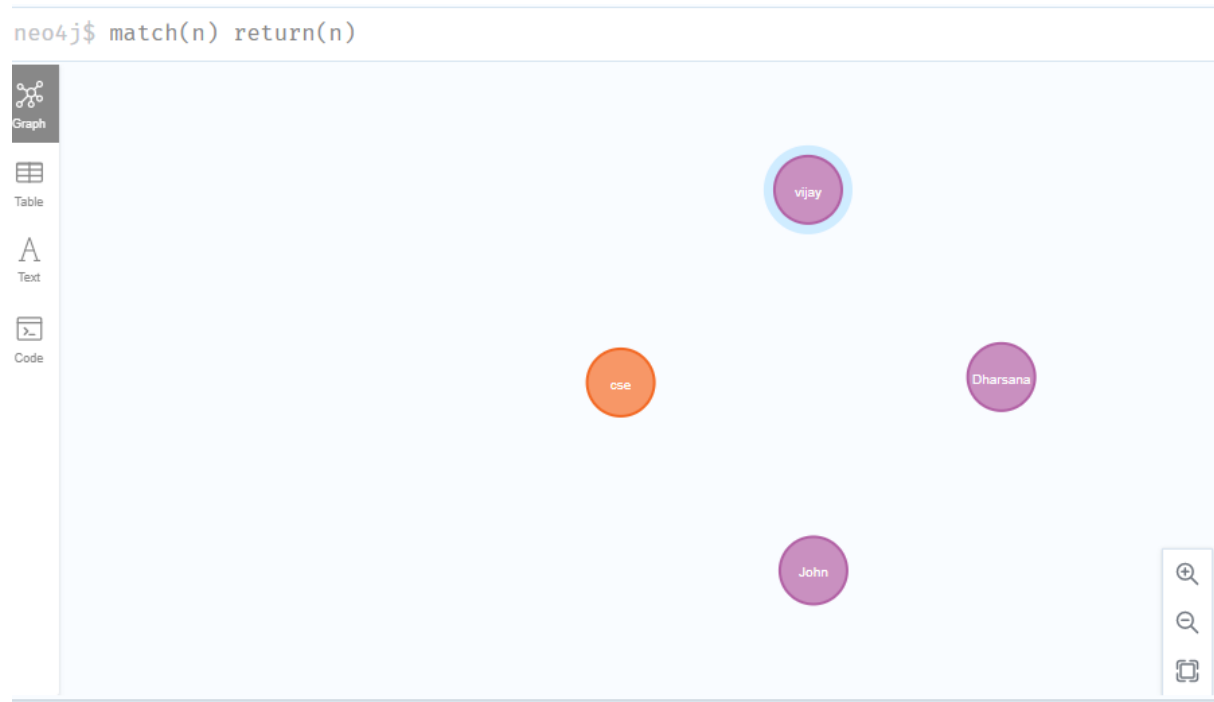 neo4j$ match(n) return(n)
Graph
Table
Text
Code
vijay
cse
Dharsana
John